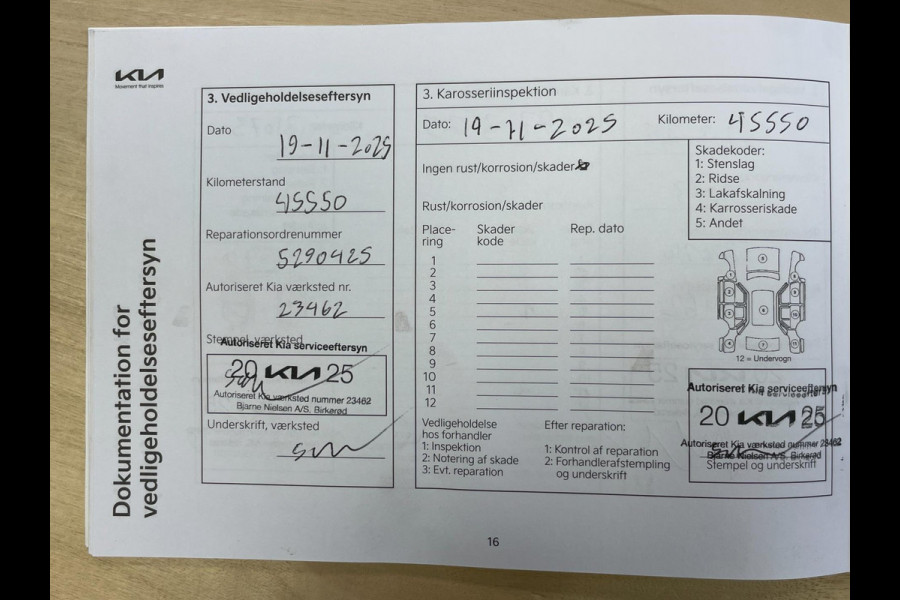 KIA
Movement that inspires
Dokumentation for
vedligeholdelseseftersyn
3. Vedligeholdelseseftersyn
Dato
19-11-2025
Kilometerstand
45550
Reparationsordrenummer
5290425
Autoriseret Kia værksted nr.
23462
Stempel, værksted
Autoriseret Kia serviceeftersyn
20 KIA 25
Autoriseret Kia værksted nummer 23462
Bjarne Nielsen A/S. Birkerød
Underskrift, værksted
3. Karosseriinspektion
Dato: 19-11-2025 Kilometer: 45550
Ingen rust/korrosion/skader
Rust/korrosion/skader
Place-
ring
Skader
kode
Rep. dato
1
2
3
4
5
6
7
8
9
10
11
12
Vedligeholdelse
hos forhandler
1: Inspektion
2: Notering af skade
3: Evt. reparation
Efter reparation:
1: Kontrol af reparation
2: Forhandlerafstempling
og underskrift
Skadekoder:
1: Stenslag
2: Ridse
3: Lakafskalning
4: Karrosseriskade
5: Andet
12 = Undervogn
Autoriseret Kia serviceeftersyn
20 KIA 25
Autoriseret Kia værksted nummer 23462
Bjarne Nielsen A/S. Birkerød
Stempel og underskrift
16